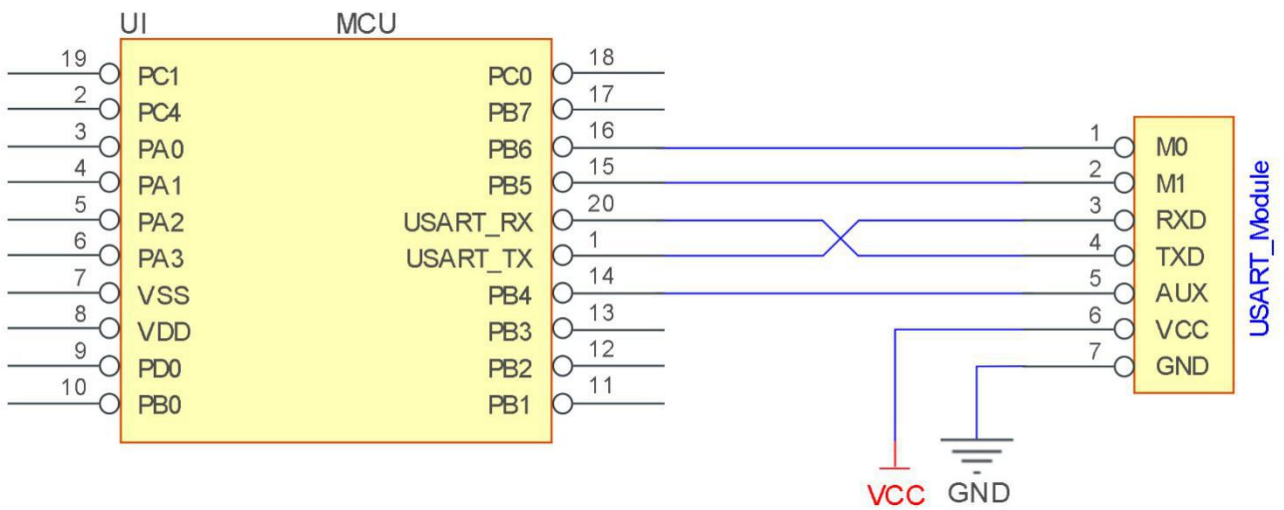 UI MCU
19 PC1 PC0 18
2 PC4 PB7 17
3 PA0 PB6 16 1 M0
4 PA1 PB5 15 2 M1
5 PA2 USART_RX 20 3 RXD
6 PA3 USART_TX 1 4 TXD
7 VSS PB4 14 5 AUX
8 VDD PB3 13 6 VCC
9 PD0 PB2 12 7 GND
10 PB0 PB1 11
USART_Module
VCC GND